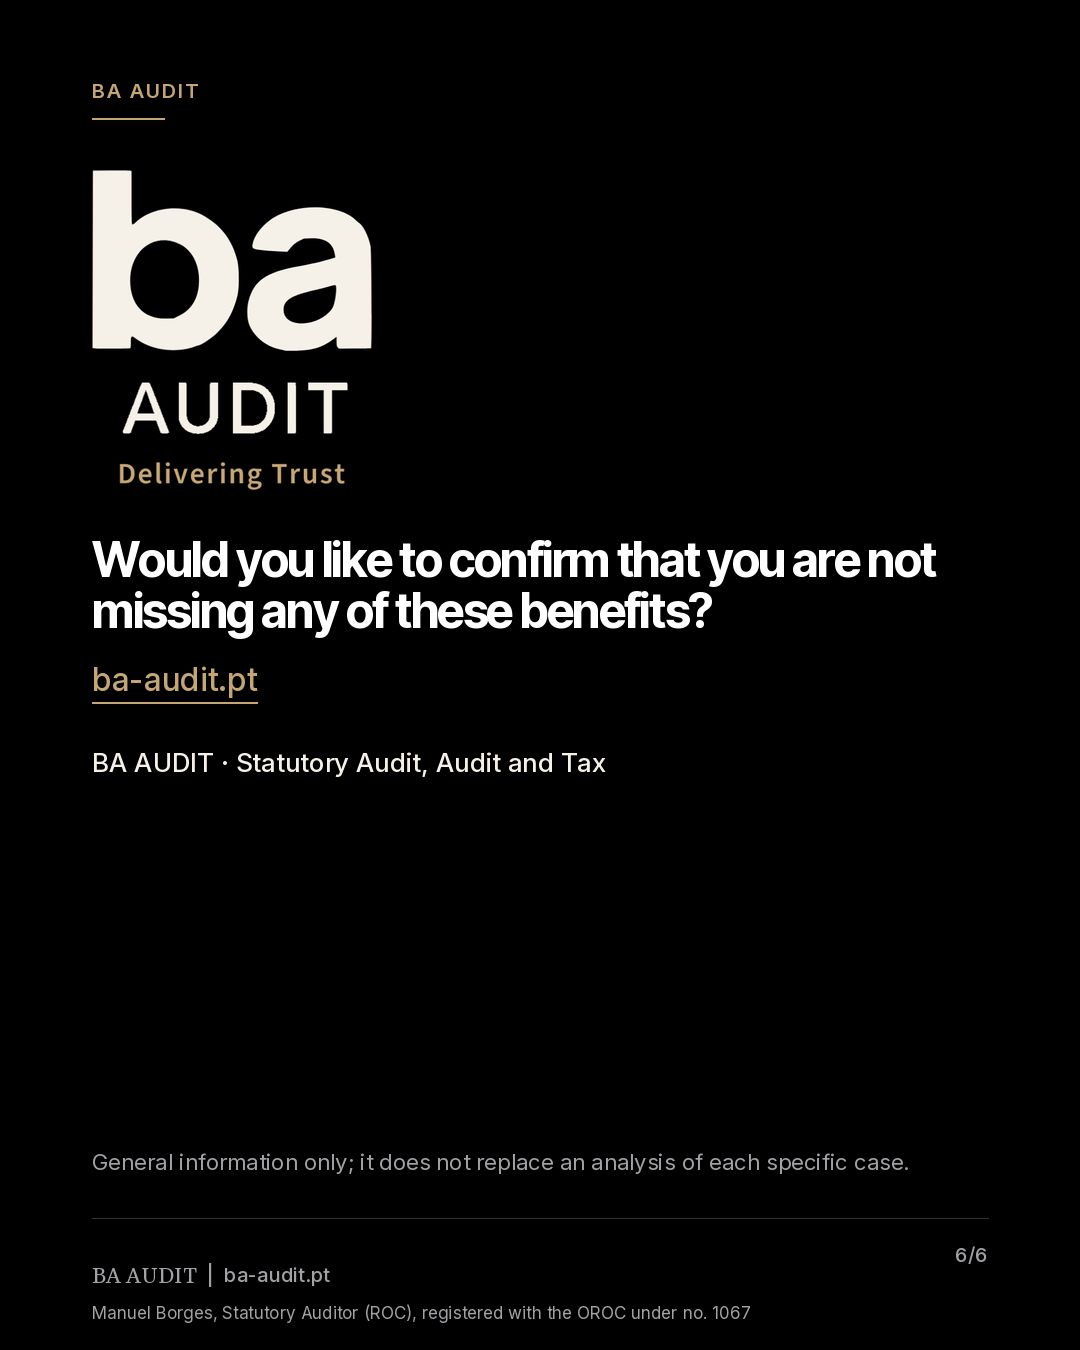 BA AUDIT
ba
AUDIT
Delivering Trust
Would you like to confirm that you are not
missing any of these benefits?
ba-audit.pt
BA AUDIT · Statutory Audit, Audit and Tax
General information only; it does not replace an analysis of each specific case.
6/6
BA AUDIT | ba-audit.pt
Manuel Borges, Statutory Auditor (ROC), registered with the OROC under no. 1067